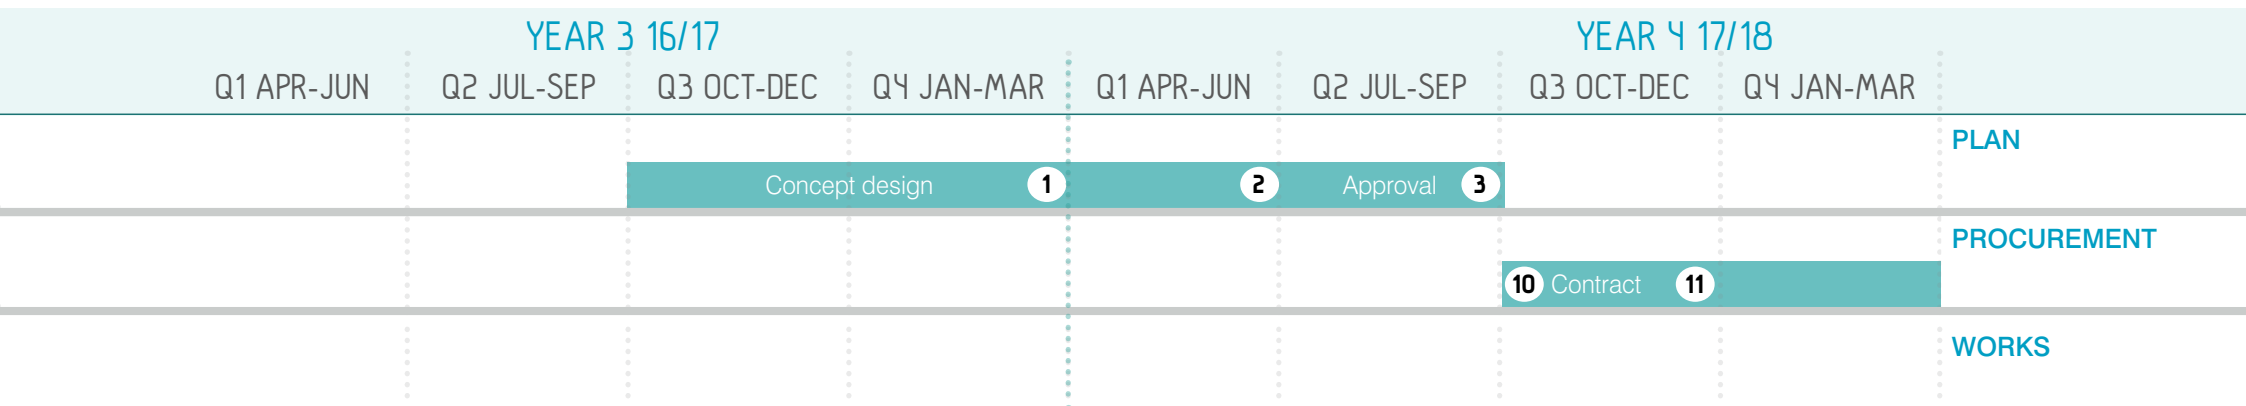 YEAR 3 16/17 YEAR 4 17/18
Q1 APR-JUN Q2 JUL-SEP Q3 OCT-DEC Q4 JAN-MAR Q1 APR-JUN Q2 JUL-SEP Q3 OCT-DEC Q4 JAN-MAR
PLAN
Concept design 1 2 Approval 3
PROCUREMENT
10 Contract 11
WORKS